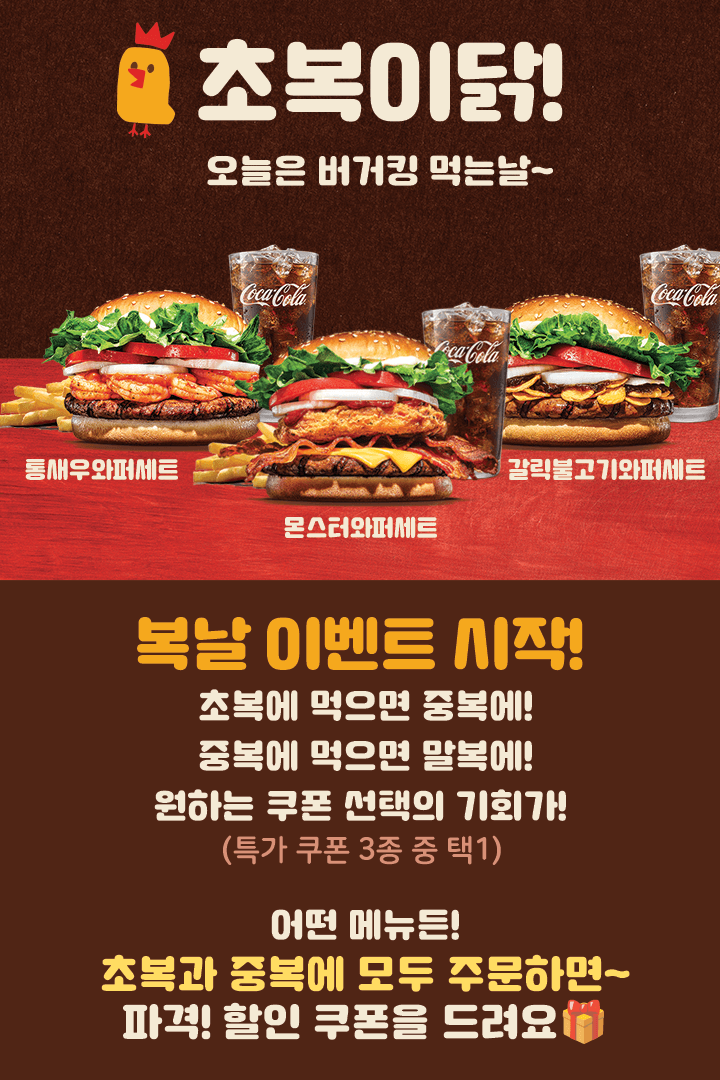 초복이닭!
오늘은 버거킹 먹는날~
Coca-Cola
Coca-Cola
Coca-Cola
통새우와퍼세트
갈릭불고기와퍼세트
몬스터와퍼세트
복날 이벤트 시작!
초복에 먹으면 중복에!
중복에 먹으면 말복에!
원하는 쿠폰 선택의 기회가!
(특가 쿠폰 3종 중 택1)
어떤 메뉴든!
초복과 중복에 모두 주문하면~
파격! 할인 쿠폰을 드려요